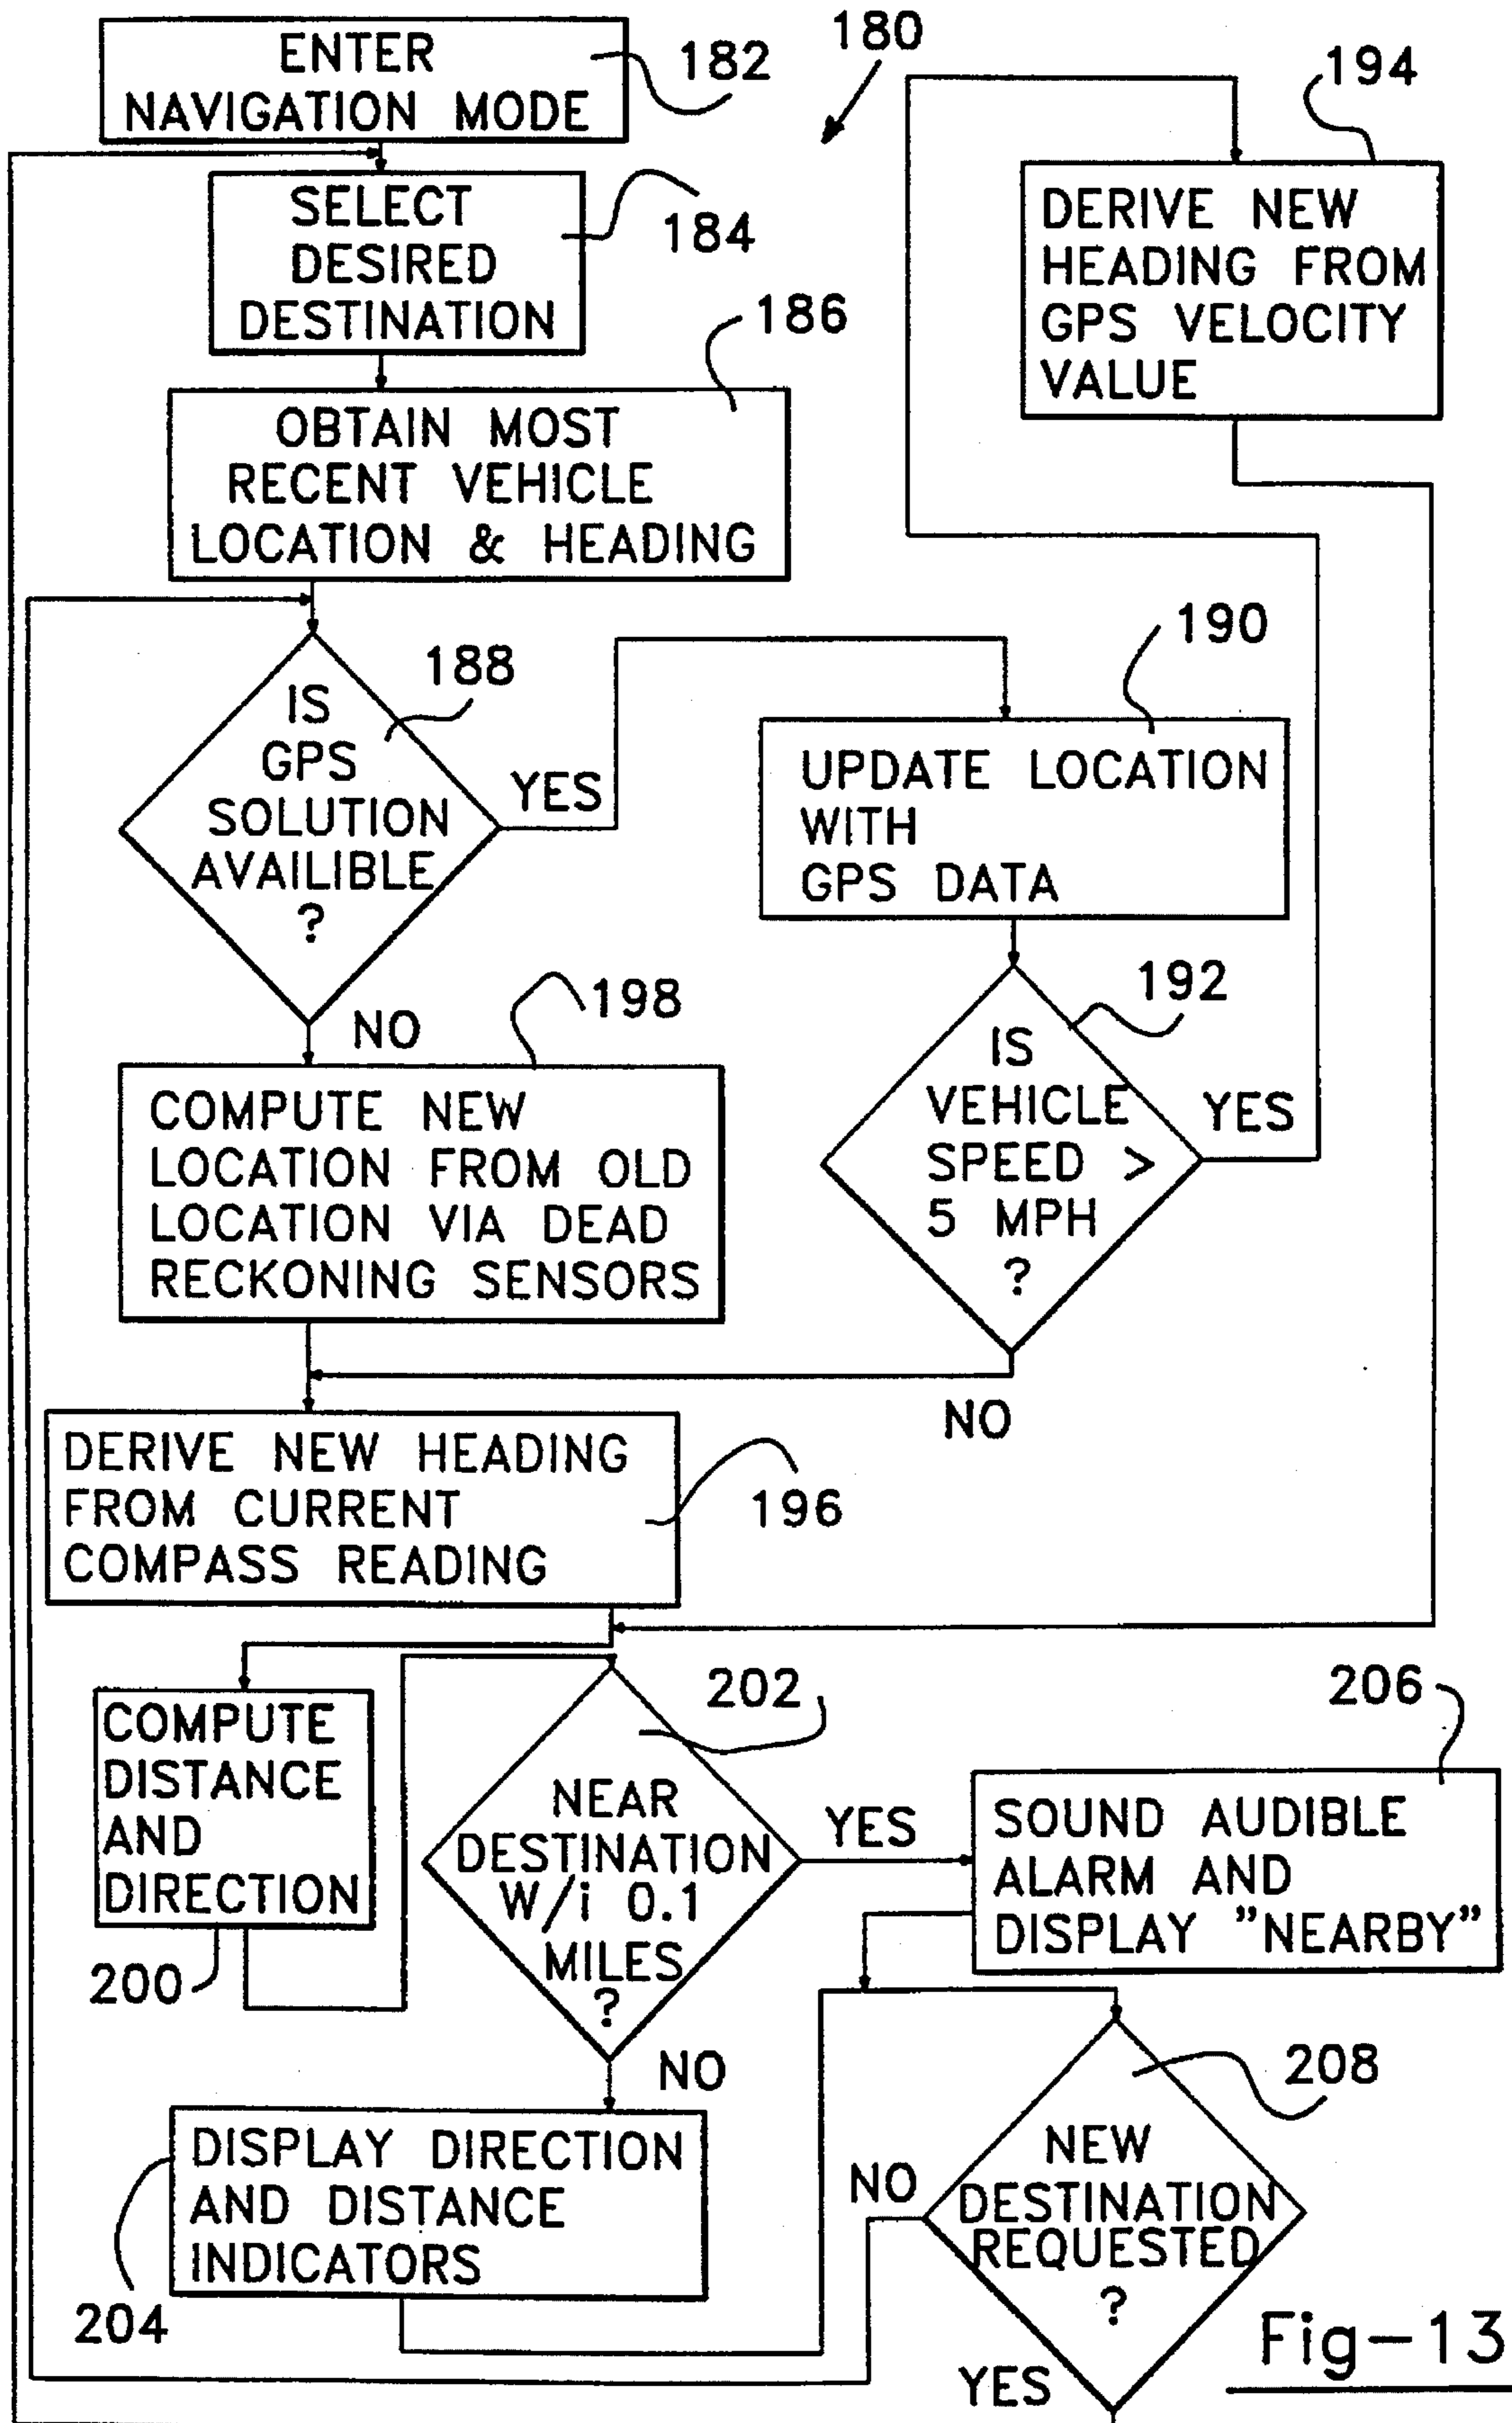 180
ENTER
NAVIGATION MODE
182
SELECT
DESIRED
DESTINATION
184
OBTAIN MOST
RECENT VEHICLE
LOCATION & HEADING
186
IS
GPS
SOLUTION
AVAILIBLE
?
188
YES
NO
UPDATE LOCATION
WITH
GPS DATA
190
IS
VEHICLE
SPEED >
5 MPH
?
192
YES
NO
DERIVE NEW
HEADING FROM
GPS VELOCITY
VALUE
194
COMPUTE NEW
LOCATION FROM OLD
LOCATION VIA DEAD
RECKONING SENSORS
198
DERIVE NEW HEADING
FROM CURRENT
COMPASS READING
196
COMPUTE
DISTANCE
AND
DIRECTION
200
NEAR
DESTINATION
W/i 0.1
MILES
?
202
YES
NO
SOUND AUDIBLE
ALARM AND
DISPLAY "NEARBY"
206
DISPLAY DIRECTION
AND DISTANCE
INDICATORS
204
NEW
DESTINATION
REQUESTED
?
208
NO
YES
Fig-13